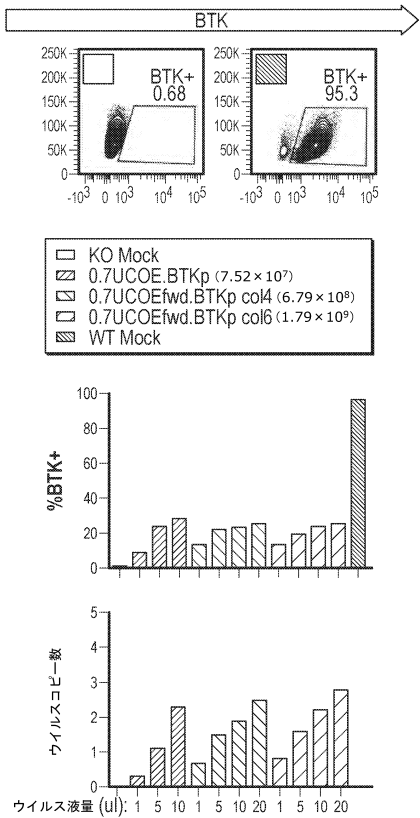 BTK
250K
200K
150K
100K
50K
0
BTK+
0.68
-10³ 0 10³ 10⁴ 10⁵
250K
200K
150K
100K
50K
0
BTK+
95.3
-10³ 0 10³ 10⁴ 10⁵
KO Mock
0.7UCOE.BTKp (7.52×10⁷)
0.7UCOEfwd.BTKp col4 (6.79×10⁸)
0.7UCOEfwd.BTKp col6 (1.79×10⁹)
WT Mock
%BTK+
100
80
60
40
20
0
ウイルスコピー数
5
4
3
2
1
0
ウイルス液量 (ul): 1 5 10 1 5 10 20 1 5 10 20